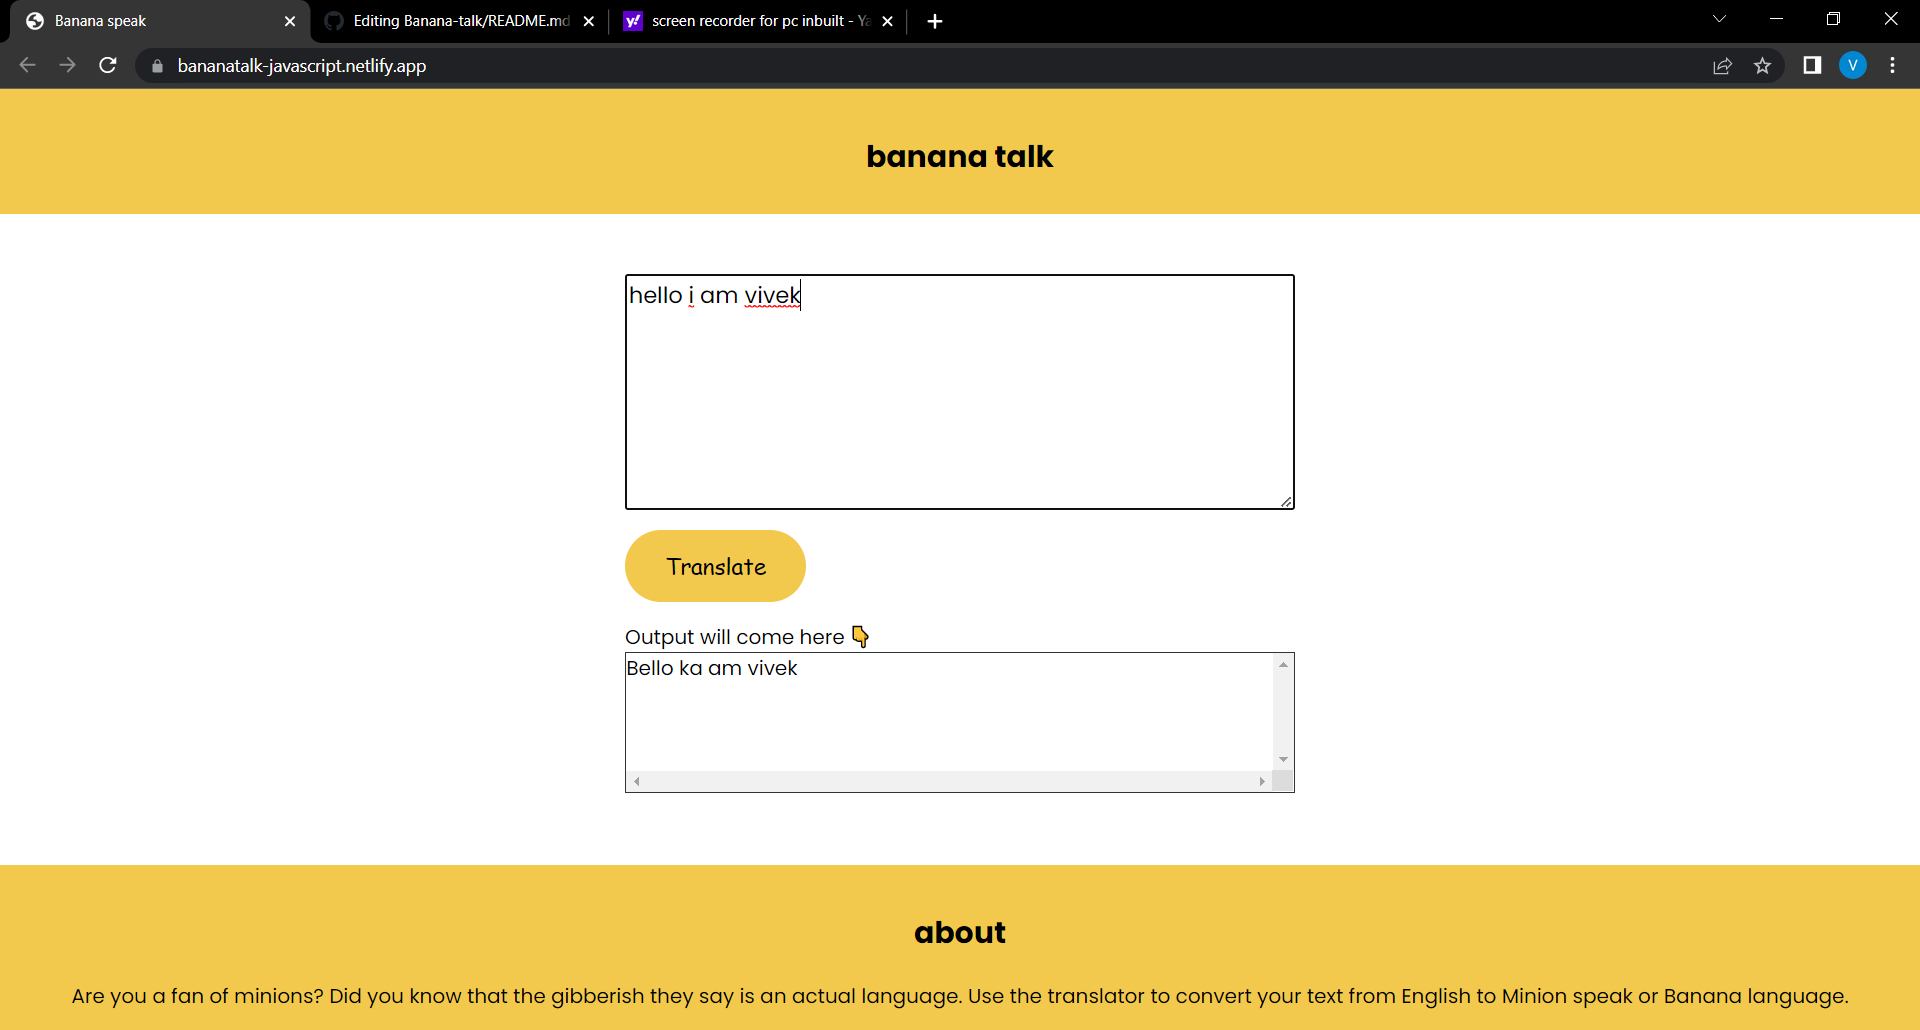 Banana speak
Editing Banana-talk/README.md
screen recorder for pc inbuilt - Ya
bananatalk-javascript.netlify.app
V
banana talk
hello i am vivek
Translate
Output will come here 👇
Bello ka am vivek
about
Are you a fan of minions? Did you know that the gibberish they say is an actual language. Use the translator to convert your text from English to Minion speak or Banana language.